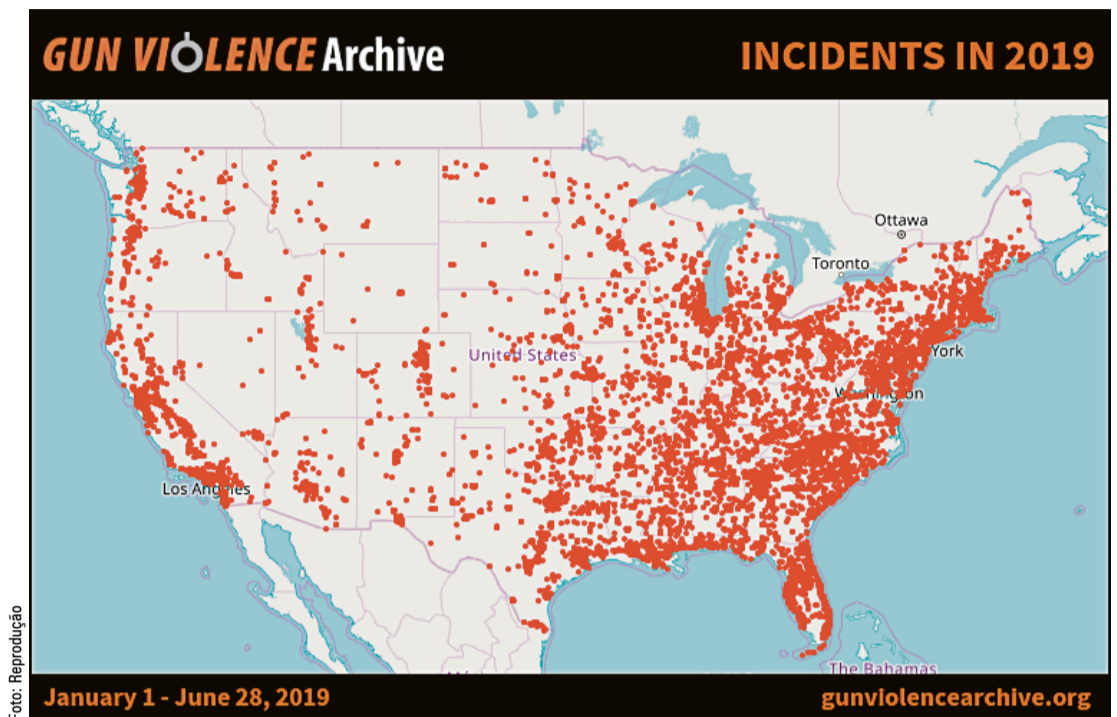 GUN VIOLENCE Archive
INCIDENTS IN 2019
Ottawa
Toronto
York
United States
Washington
Los Angeles
The Bahamas
January 1 - June 28, 2019
gunviolencearchive.org
Foto: Reprodução